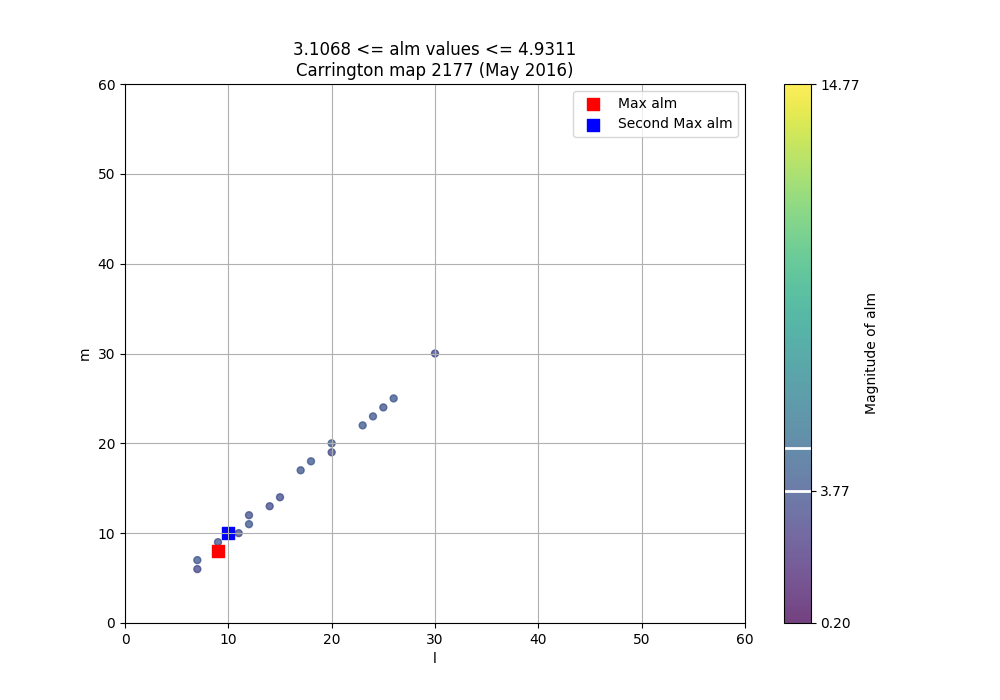 3.1068 <= alm values <= 4.9311
Carrington map 2177 (May 2016)
Max alm
Second Max alm
60
50
40
30
20
10
0
m
0 10 20 30 40 50 60
l
14.77
3.77
0.20
Magnitude of alm